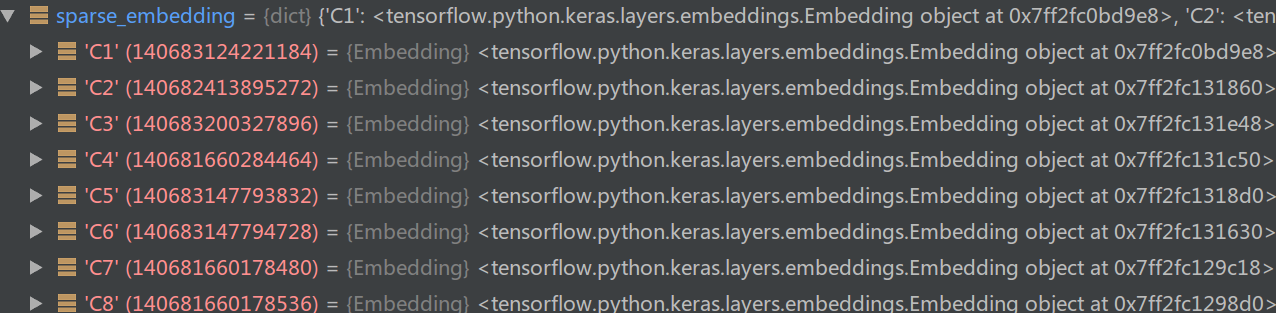 sparse_embedding = {dict} {'C1': <tensorflow.python.keras.layers.embeddings.Embedding object at 0x7ff2fc0bd9e8>, 'C2': <ten
'C1' (140683124221184) = {Embedding} <tensorflow.python.keras.layers.embeddings.Embedding object at 0x7ff2fc0bd9e8>
'C2' (140682413895272) = {Embedding} <tensorflow.python.keras.layers.embeddings.Embedding object at 0x7ff2fc131860>
'C3' (140683200327896) = {Embedding} <tensorflow.python.keras.layers.embeddings.Embedding object at 0x7ff2fc131e48>
'C4' (140681660284464) = {Embedding} <tensorflow.python.keras.layers.embeddings.Embedding object at 0x7ff2fc131c50>
'C5' (140683147793832) = {Embedding} <tensorflow.python.keras.layers.embeddings.Embedding object at 0x7ff2fc1318d0>
'C6' (140683147794728) = {Embedding} <tensorflow.python.keras.layers.embeddings.Embedding object at 0x7ff2fc131630>
'C7' (140681660178480) = {Embedding} <tensorflow.python.keras.layers.embeddings.Embedding object at 0x7ff2fc129c18>
'C8' (140681660178536) = {Embedding} <tensorflow.python.keras.layers.embeddings.Embedding object at 0x7ff2fc1298d0>